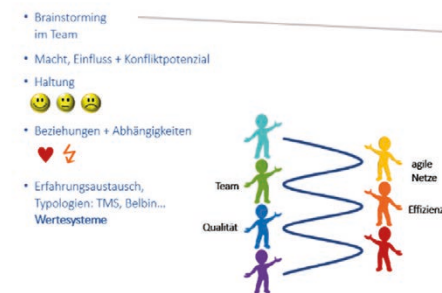 • Brainstorming
im Team
• Macht, Einfluss + Konfliktpotenzial
• Haltung
• Beziehungen + Abhängigkeiten
• Erfahrungsaustausch,
Typologien: TMS, Belbin...
Wertesysteme
Team
Qualität
agile
Netze
Effizienz